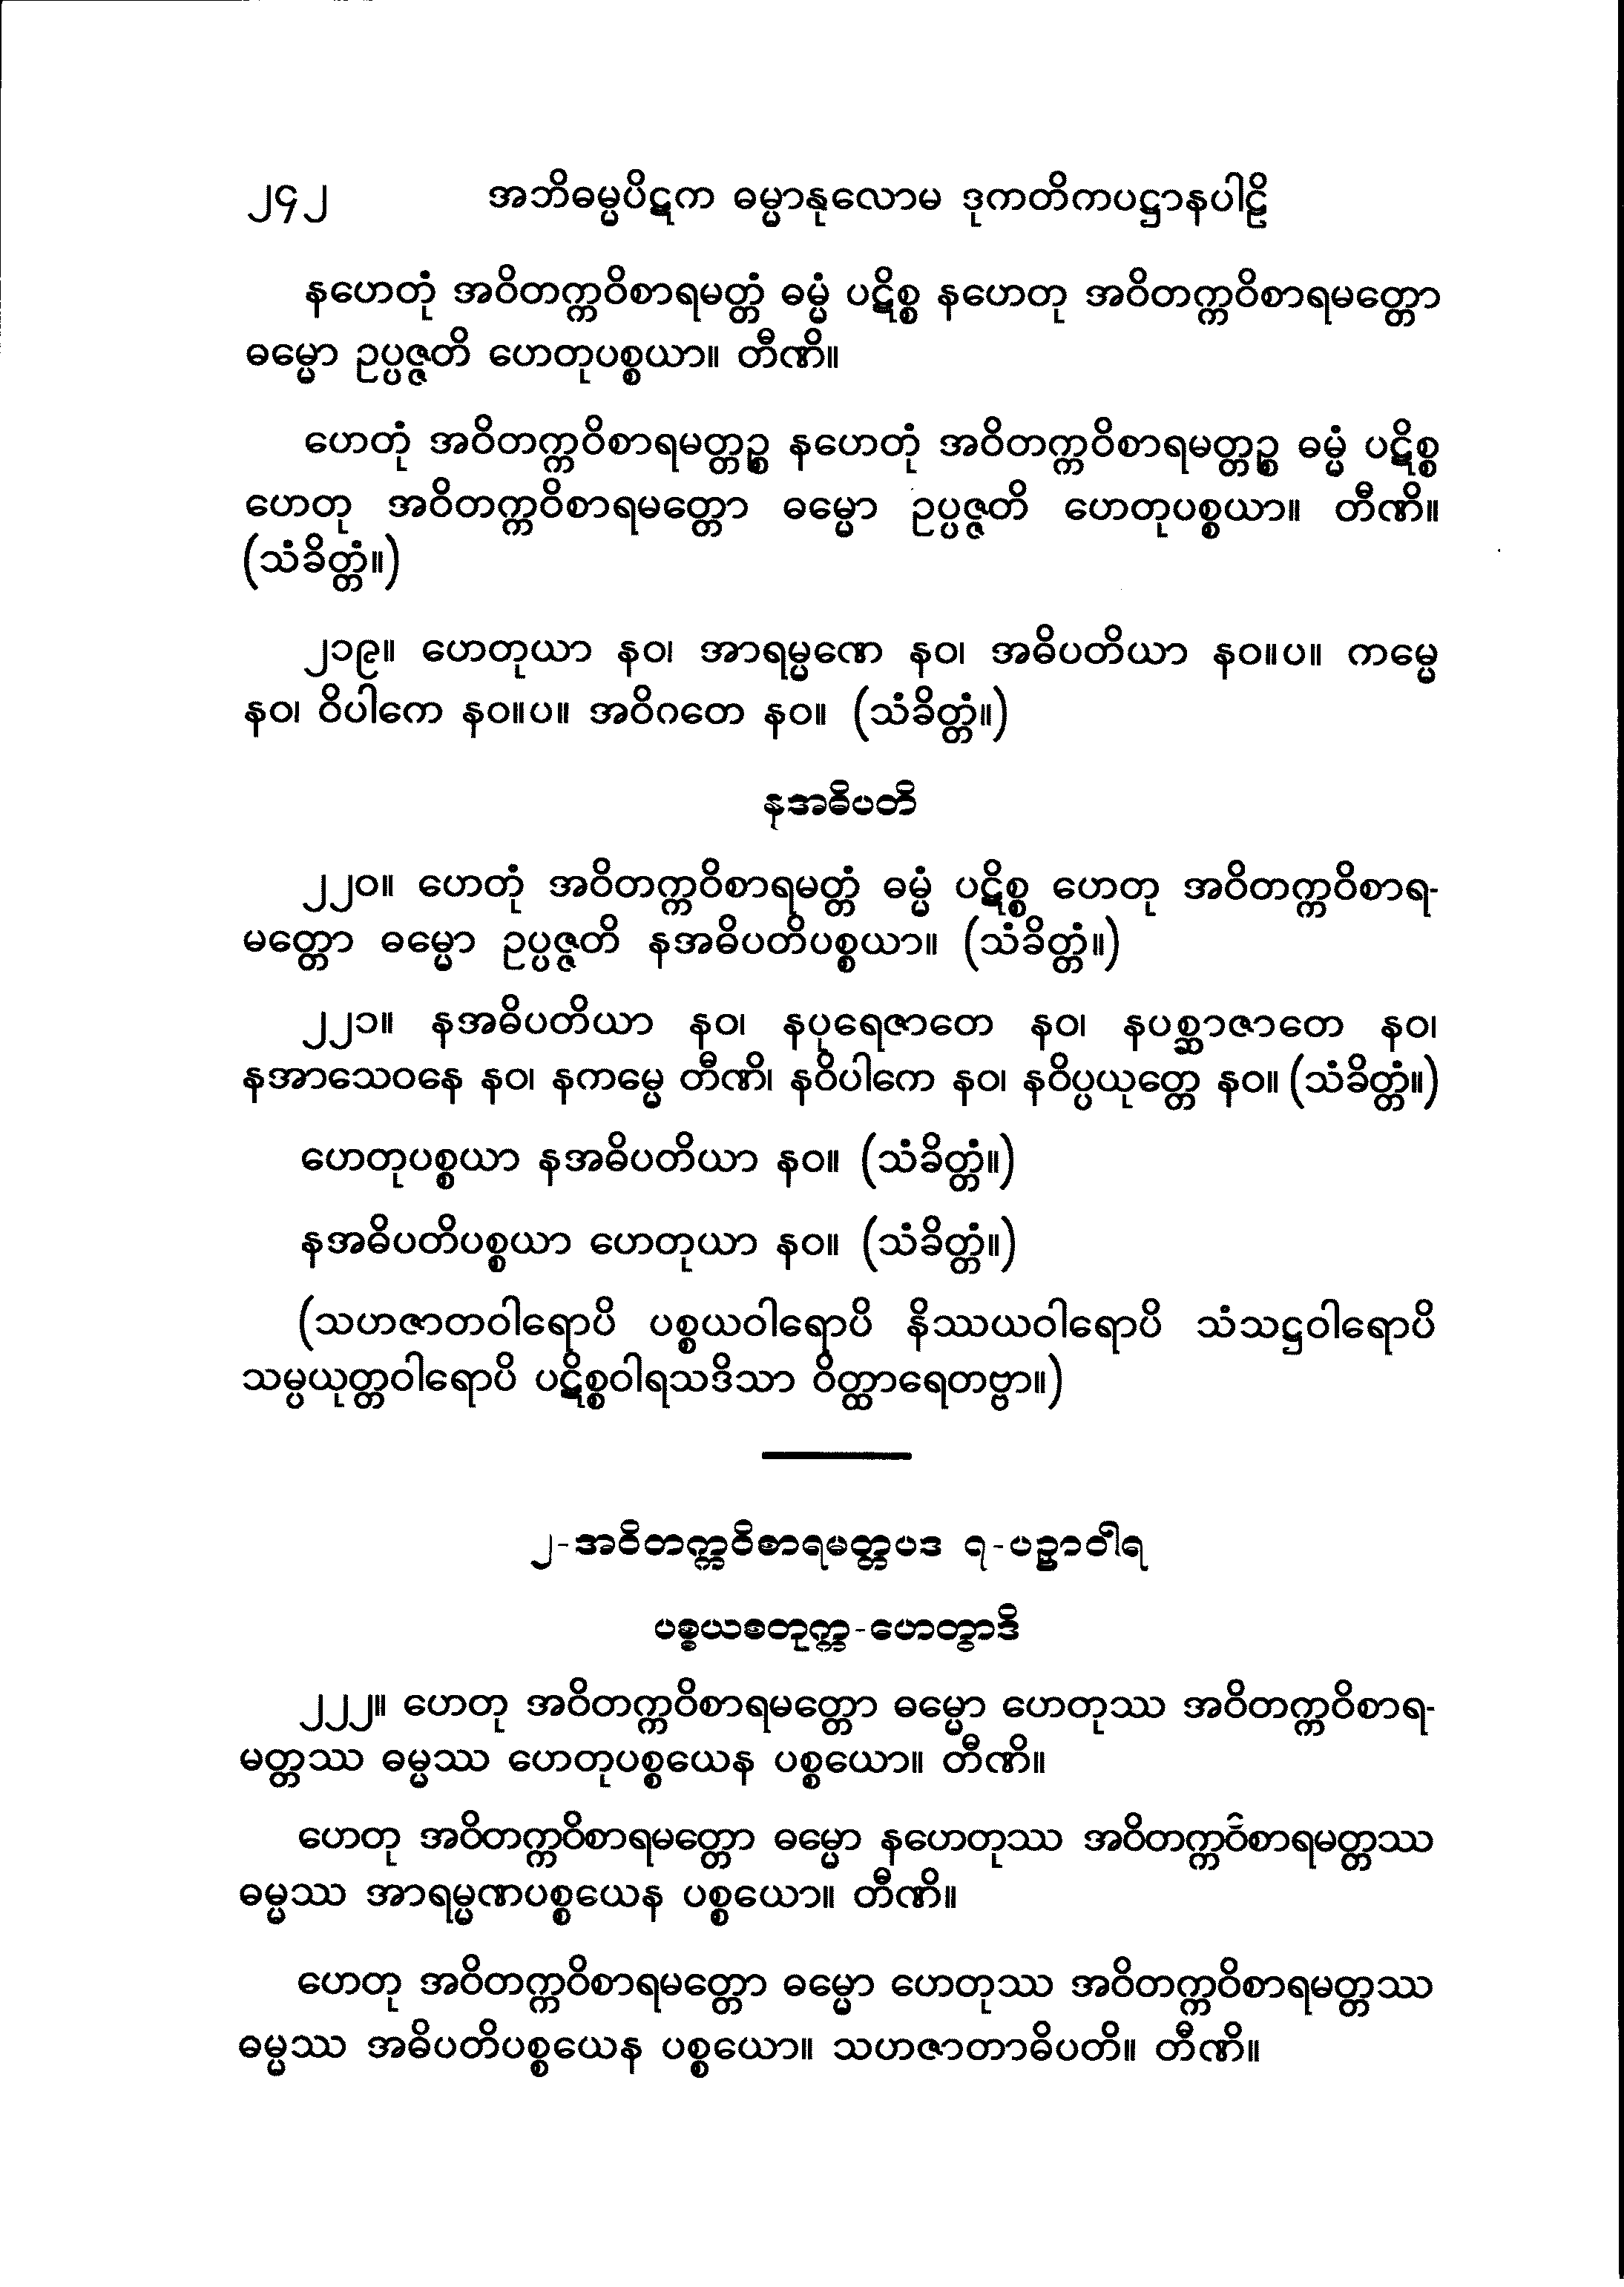 ၂၄၂ အဘိဓမ္မပိဋက ဓမ္မာနုလောမ ဒုကတိကပဋ္ဌာနပါဠိ
နဟေတုံ အဝိတက္ကဝိစာရမတ္တံ ဓမ္မံ ပဋိစ္စ နဟေတု အဝိတက္ကဝိစာရမတ္တော
ဓမ္မော ဥပ္ပဇ္ဇတိ ဟေတုပစ္စယာ။ တီဏိ။
ဟေတုံ အဝိတက္ကဝိစာရမတ္တဉ္စ နဟေတုံ အဝိတက္ကဝိစာရမတ္တဉ္စ ဓမ္မံ ပဋိစ္စ
ဟေတု အဝိတက္ကဝိစာရမတ္တော ဓမ္မော ဥပ္ပဇ္ဇတိ ဟေတုပစ္စယာ။ တီဏိ။
(သံခိတ္တံ။)
၂၁၉။ ဟေတုယာ နဝ၊ အာရမ္မဏေ နဝ၊ အဓိပတိယာ နဝ။ပ။ ကမ္မေ
နဝ၊ ဝိပါကေ နဝ။ပ။ အဝိဂတေ နဝ။ (သံခိတ္တံ။)
နအဓိပတိ
၂၂၀။ ဟေတုံ အဝိတက္ကဝိစာရမတ္တံ ဓမ္မံ ပဋိစ္စ ဟေတု အဝိတက္ကဝိစာရ-
မတ္တော ဓမ္မော ဥပ္ပဇ္ဇတိ နအဓိပတိပစ္စယာ။ (သံခိတ္တံ။)
၂၂၁။ နအဓိပတိယာ နဝ၊ နပုရေဇာတေ နဝ၊ နပစ္ဆာဇာတေ နဝ၊
နအာသေဝနေ နဝ၊ နကမ္မေ တီဏိ၊ နဝိပါကေ နဝ၊ နဝိပ္ပယုတ္တေ နဝ။ (သံခိတ္တံ။)
ဟေတုပစ္စယာ နအဓိပတိယာ နဝ။ (သံခိတ္တံ။)
နအဓိပတိပစ္စယာ ဟေတုယာ နဝ။ (သံခိတ္တံ။)
(သဟဇာတဝါရောပိ ပစ္စယဝါရောပိ နိဿယဝါရောပိ သံသဋ္ဌဝါရောပိ
သမ္ပယုတ္တဝါရောပိ ပဋိစ္စဝါရသဒိသာ ဝိတ္ထာရေတဗ္ဗာ။)
၂-အဝိတက္ကဝိစာရမတ္တပဒ ၇-ပဉှာဝါရ
ပစ္စယစတုက္က-ဟေတွာဒိ
၂၂၂။ ဟေတု အဝိတက္ကဝိစာရမတ္တော ဓမ္မော ဟေတုဿ အဝိတက္ကဝိစာရ-
မတ္တဿ ဓမ္မဿ ဟေတုပစ္စယေန ပစ္စယော။ တီဏိ။
ဟေတု အဝိတက္ကဝိစာရမတ္တော ဓမ္မော နဟေတုဿ အဝိတက္ကဝိစာရမတ္တဿ
ဓမ္မဿ အာရမ္မဏပစ္စယေန ပစ္စယော။ တီဏိ။
ဟေတု အဝိတက္ကဝိစာရမတ္တော ဓမ္မော ဟေတုဿ အဝိတက္ကဝိစာရမတ္တဿ
ဓမ္မဿ အဓိပတိပစ္စယေန ပစ္စယော။ သဟဇာတာဓိပတိ။ တီဏိ။